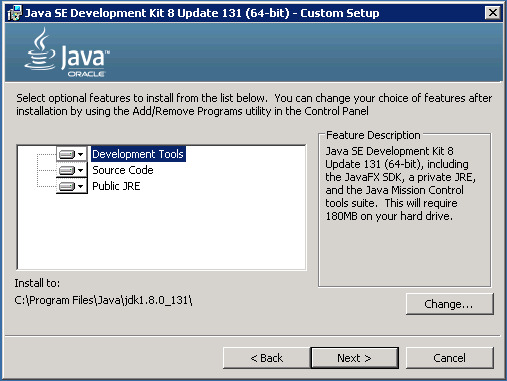 Java SE Development Kit 8 Update 131 (64-bit) - Custom Setup
Java™
ORACLE
Select optional features to install from the list below. You can change your choice of features after
installation by using the Add/Remove Programs utility in the Control Panel
Development Tools
Source Code
Public JRE
Feature Description
Java SE Development Kit 8
Update 131 (64-bit), including
the JavaFX SDK, a private JRE,
and the Java Mission Control
tools suite. This will require
180MB on your hard drive.
Install to:
C:\Program Files\Java\jdk1.8.0_131\
Change...
< Back
Next >
Cancel